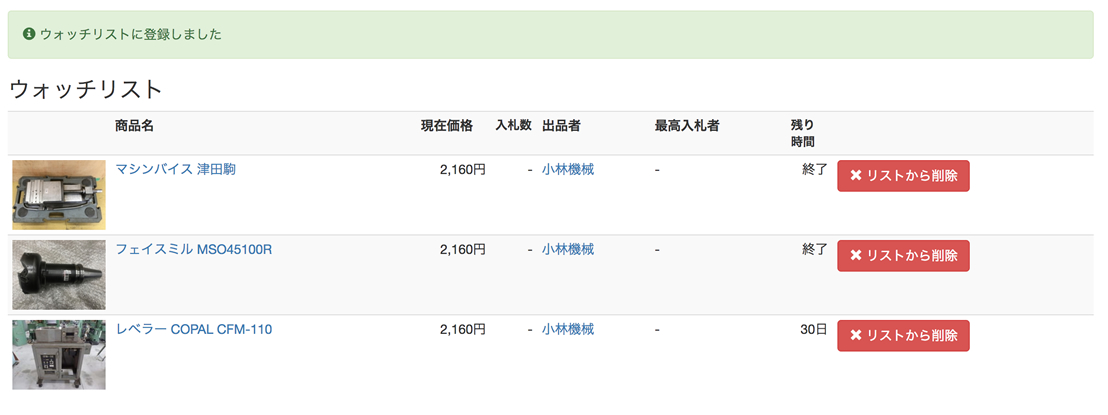 ウォッチリストに登録しました
ウォッチリスト
商品名 現在価格 入札数 出品者 最高入札者 残り
時間
マシンバイス 津田駒 2,160円 - 小林機械 - 終了 ✖ リストから削除
フェイスミル MSO45100R 2,160円 - 小林機械 - 終了 ✖ リストから削除
レベラー COPAL CFM-110 2,160円 - 小林機械 - 30日 ✖ リストから削除